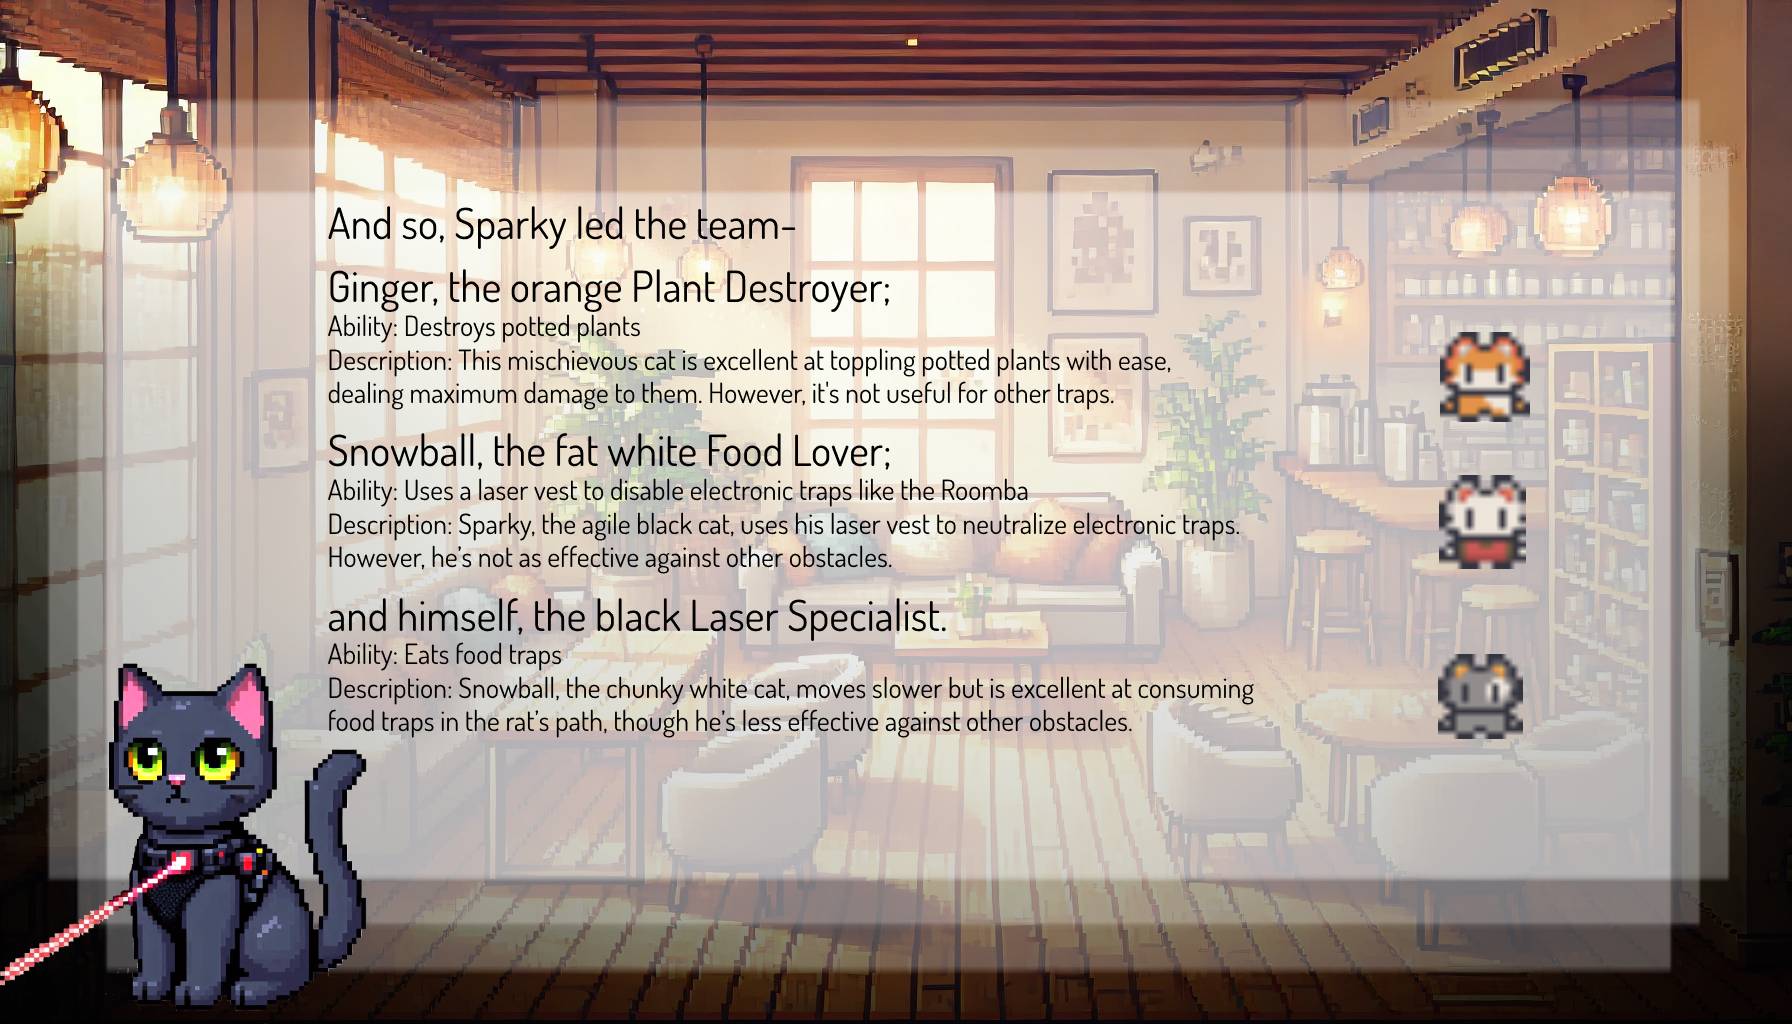 And so, Sparky led the team-
Ginger, the orange Plant Destroyer;
Ability: Destroys potted plants
Description: This mischievous cat is excellent at toppling potted plants with ease,
dealing maximum damage to them. However, it's not useful for other traps.
Snowball, the fat white Food Lover;
Ability: Uses a laser vest to disable electronic traps like the Roomba
Description: Sparky, the agile black cat, uses his laser vest to neutralize electronic traps.
However, he’s not as effective against other obstacles.
and himself, the black Laser Specialist.
Ability: Eats food traps
Description: Snowball, the chunky white cat, moves slower but is excellent at consuming
food traps in the rat’s path, though he’s less effective against other obstacles.